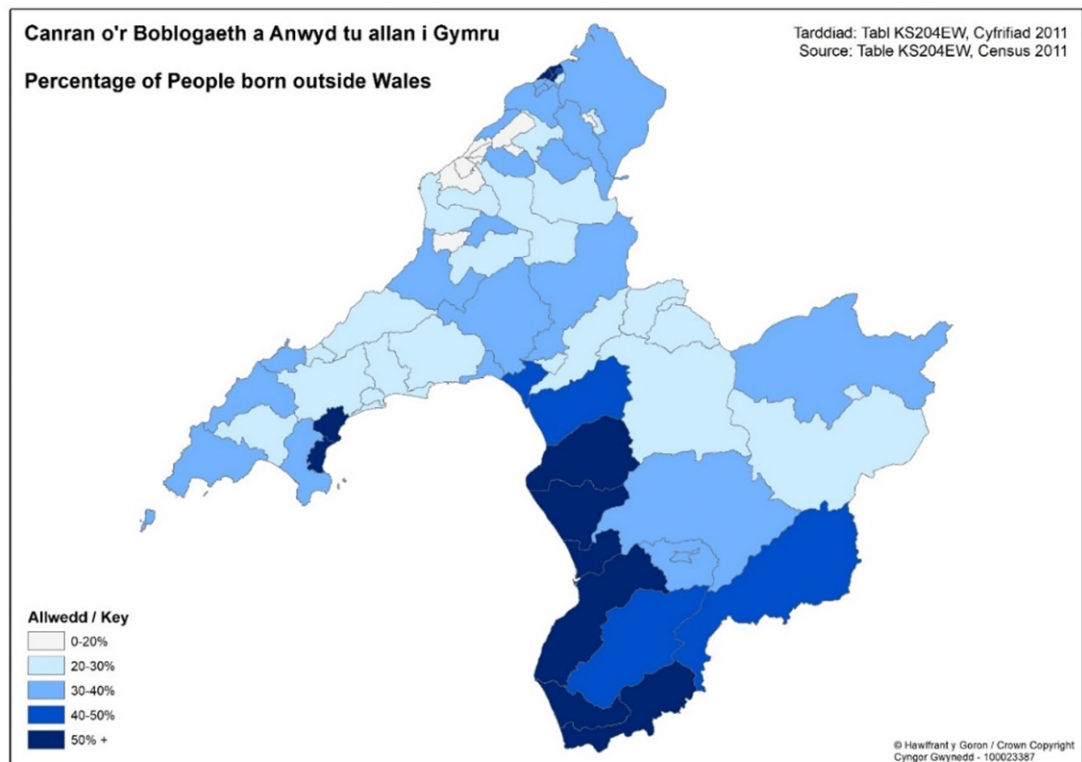 Canran o'r Boblogaeth a Anwyd tu allan i Gymru
Percentage of People born outside Wales
Tarddiad: Tabl KS204EW, Cyfrifiad 2011
Source: Table KS204EW, Census 2011
Allwedd / Key
0-20%
20-30%
30-40%
40-50%
50% +
© Hawlfraint y Goron / Crown Copyright
Cyngor Gwynedd - 100023387